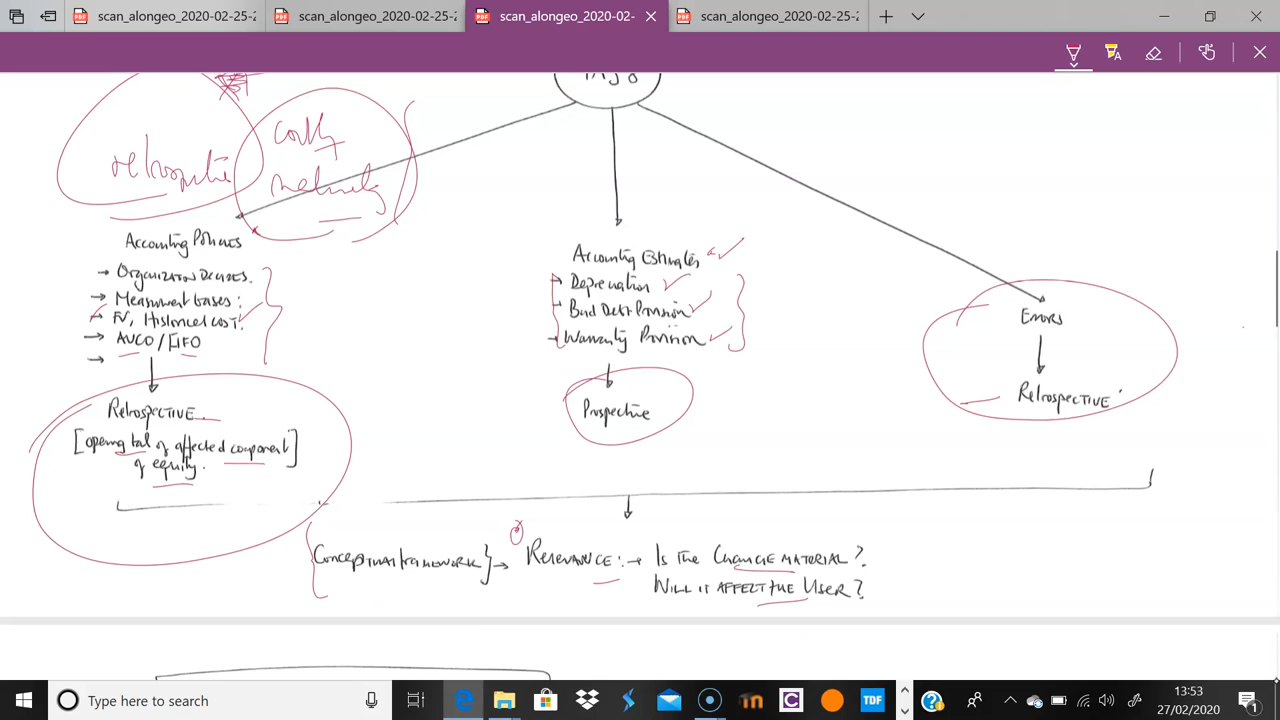 scan_alongeo_2020-02-25-2
scan_alongeo_2020-02-25-2
scan_alongeo_2020-02-
scan_alongeo_2020-02-25-2
costly
retrospective
Accounting Policies
→ ORGANIZATION DECIDES.
→ Measurement bases:
→ FV, Historical cost.
→ AVCO / FIFO
→
RETROSPECTIVE
[opening bal of affected component]
of equity.
Accounting Estimates
→ Depreciation
- Bad Debt Provision
→ Warranty Provision
Prospective
Errors
RETROSPECTIVE
{Conceptual framework} → RELEVANCE: → IS THE CHANGE MATERIAL?
WILL IT AFFECT THE USER?
Type here to search
TDF
13:53
27/02/2020
1